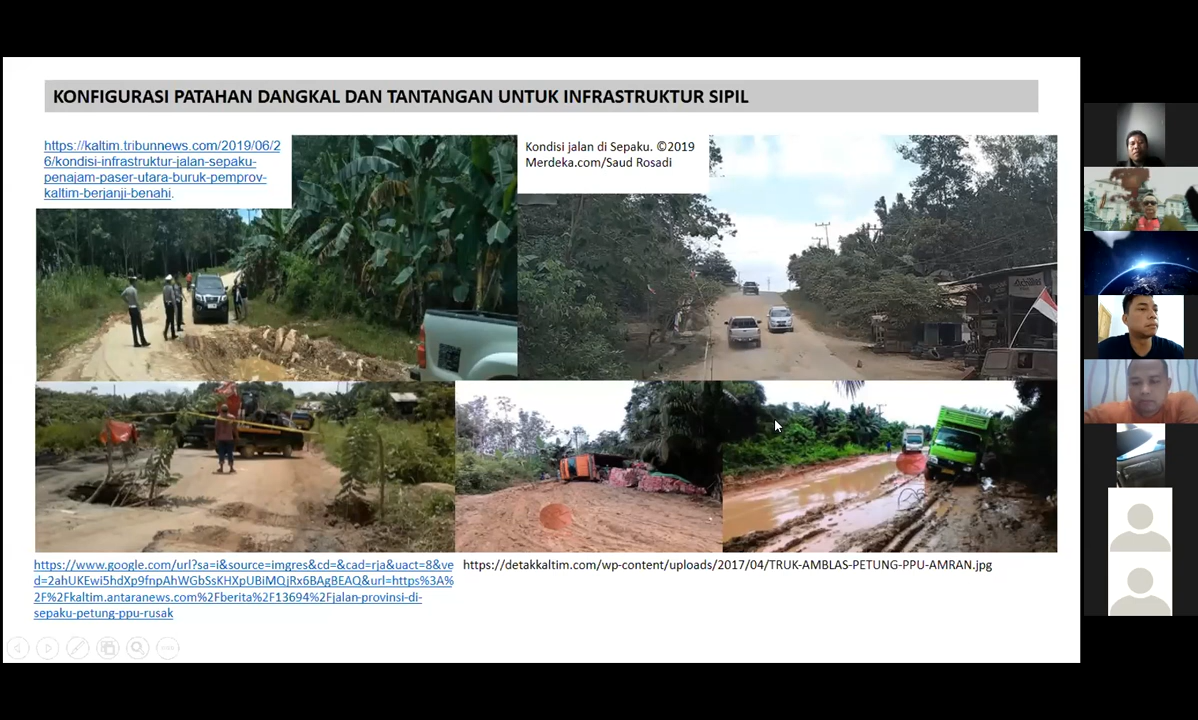 KONFIGURASI PATAHAN DANGKAL DAN TANTANGAN UNTUK INFRASTRUKTUR SIPIL
https://kaltim.tribunnews.com/2019/06/2
6/kondisi-infrastruktur-jalan-sepaku-
penajam-paser-utara-buruk-pemprov-
kaltim-berjanji-benahi.
Kondisi jalan di Sepaku. ©2019
Merdeka.com/Saud Rosadi
https://www.google.com/url?sa=i&source=imgres&cd=&cad=rja&uact=8&ve
d=2ahUKEwi5hdXp9fnpAhWGbSsKHXpUBiMQjRx6BAgBEAQ&url=https%3A%
2F%2Fkaltim.antaranews.com%2Fberita%2F13694%2Fjalan-provinsi-di-
sepaku-petung-ppu-rusak
https://detakkaltim.com/wp-content/uploads/2017/04/TRUK-AMBLAS-PETUNG-PPU-AMRAN.jpg